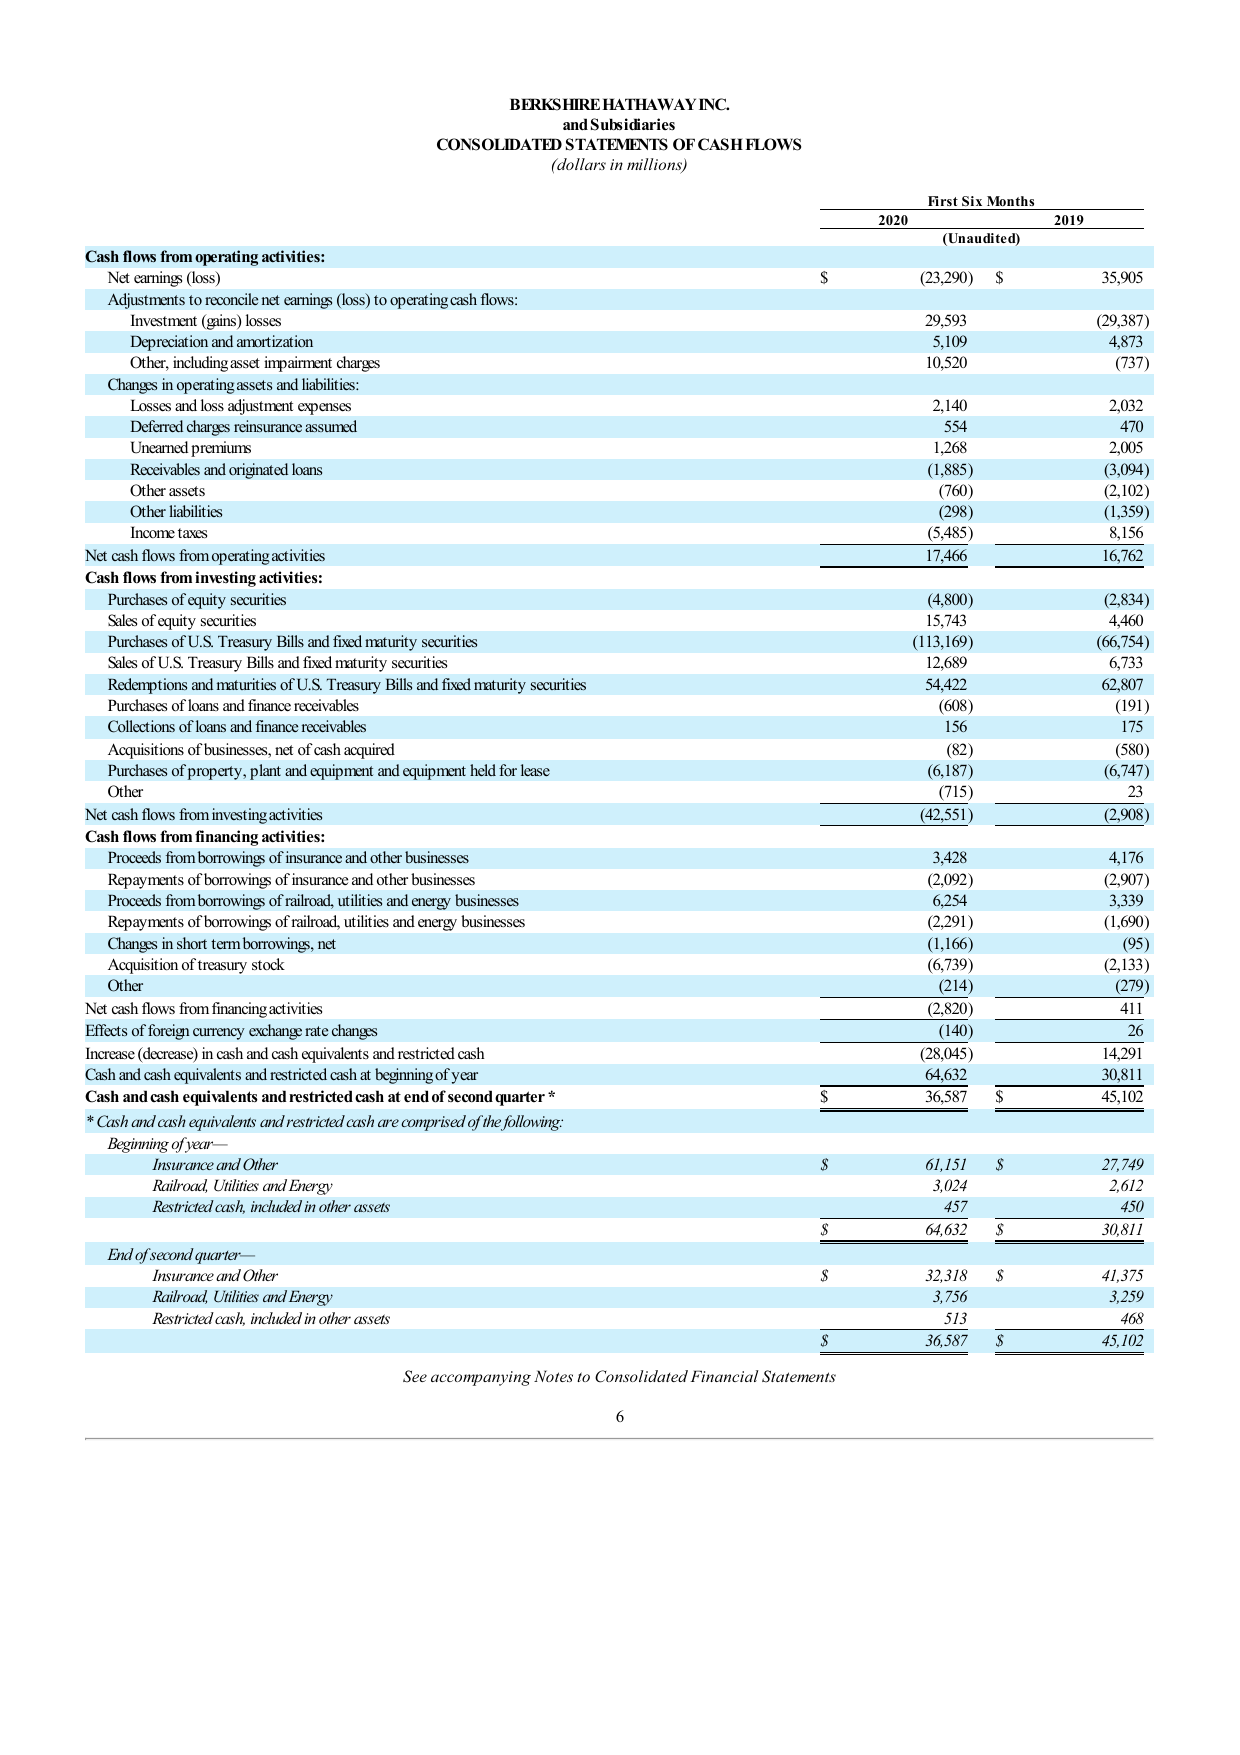 BERKSHIRE HATHAWAY INC.
and Subsidiaries
CONSOLIDATED STATEMENTS OF CASH FLOWS
(dollars in millions)
First Six Months
2020 2019
(Unaudited)
Cash flows from operating activities:
Net earnings (loss) $ (23,290) $ 35,905
Adjustments to reconcile net earnings (loss) to operating cash flows:
Investment (gains) losses 29,593 (29,387)
Depreciation and amortization 5,109 4,873
Other, including asset impairment charges 10,520 (737)
Changes in operating assets and liabilities:
Losses and loss adjustment expenses 2,140 2,032
Deferred charges reinsurance assumed 554 470
Unearned premiums 1,268 2,005
Receivables and originated loans (1,885) (3,094)
Other assets (760) (2,102)
Other liabilities (298) (1,359)
Income taxes (5,485) 8,156
Net cash flows from operating activities 17,466 16,762
Cash flows from investing activities:
Purchases of equity securities (4,800) (2,834)
Sales of equity securities 15,743 4,460
Purchases of U.S. Treasury Bills and fixed maturity securities (113,169) (66,754)
Sales of U.S. Treasury Bills and fixed maturity securities 12,689 6,733
Redemptions and maturities of U.S. Treasury Bills and fixed maturity securities 54,422 62,807
Purchases of loans and finance receivables (608) (191)
Collections of loans and finance receivables 156 175
Acquisitions of businesses, net of cash acquired (82) (580)
Purchases of property, plant and equipment and equipment held for lease (6,187) (6,747)
Other (715) 23
Net cash flows from investing activities (42,551) (2,908)
Cash flows from financing activities:
Proceeds from borrowings of insurance and other businesses 3,428 4,176
Repayments of borrowings of insurance and other businesses (2,092) (2,907)
Proceeds from borrowings of railroad, utilities and energy businesses 6,254 3,339
Repayments of borrowings of railroad, utilities and energy businesses (2,291) (1,690)
Changes in short term borrowings, net (1,166) (95)
Acquisition of treasury stock (6,739) (2,133)
Other (214) (279)
Net cash flows from financing activities (2,820) 411
Effects of foreign currency exchange rate changes (140) 26
Increase (decrease) in cash and cash equivalents and restricted cash (28,045) 14,291
Cash and cash equivalents and restricted cash at beginning of year 64,632 30,811
Cash and cash equivalents and restricted cash at end of second quarter * $ 36,587 $ 45,102
* Cash and cash equivalents and restricted cash are comprised of the following:
Beginning of year—
Insurance and Other $ 61,151 $ 27,749
Railroad, Utilities and Energy 3,024 2,612
Restricted cash, included in other assets 457 450
$ 64,632 $ 30,811
End of second quarter—
Insurance and Other $ 32,318 $ 41,375
Railroad, Utilities and Energy 3,756 3,259
Restricted cash, included in other assets 513 468
$ 36,587 $ 45,102
See accompanying Notes to Consolidated Financial Statements
6